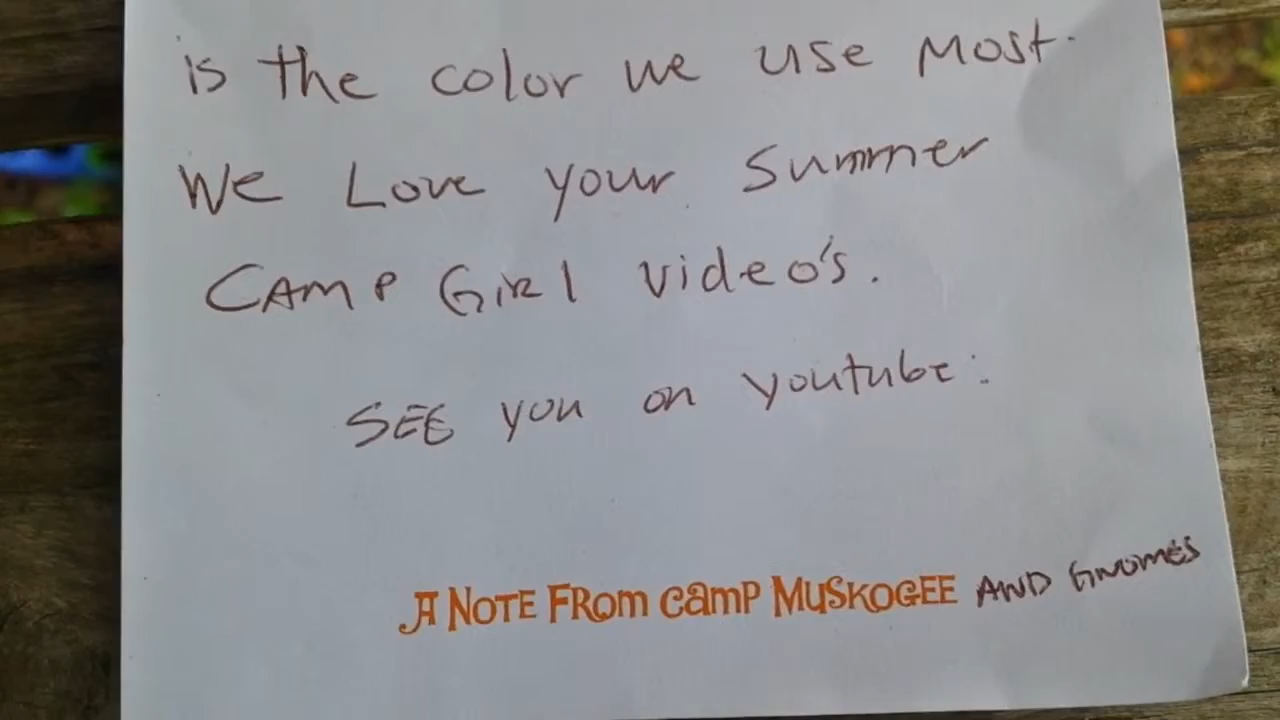 is the color we use most.
We Love your Summer
CAMP Girl video's.
SEE you on youtube.
A NOTE FROM CAMP MUSKOGEE AND GNOMES